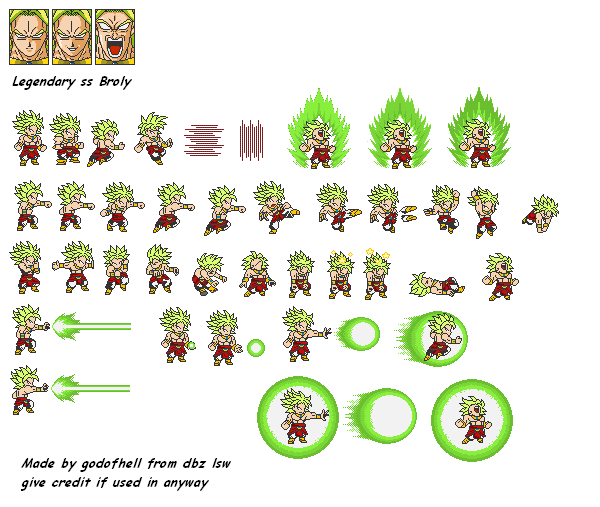 Legendary ss Broly
Made by godofhell from dbz lsw
give credit if used in anyway